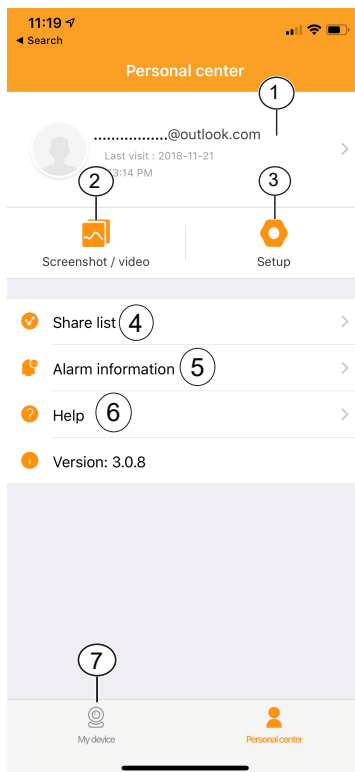 11:19
◀ Search
Personal center
1
.................@outlook.com
Last visit : 2018-11-21
3:14 PM
2
3
Screenshot / video
Setup
Share list 4
Alarm information 5
Help 6
Version: 3.0.8
7
My device
Personal center